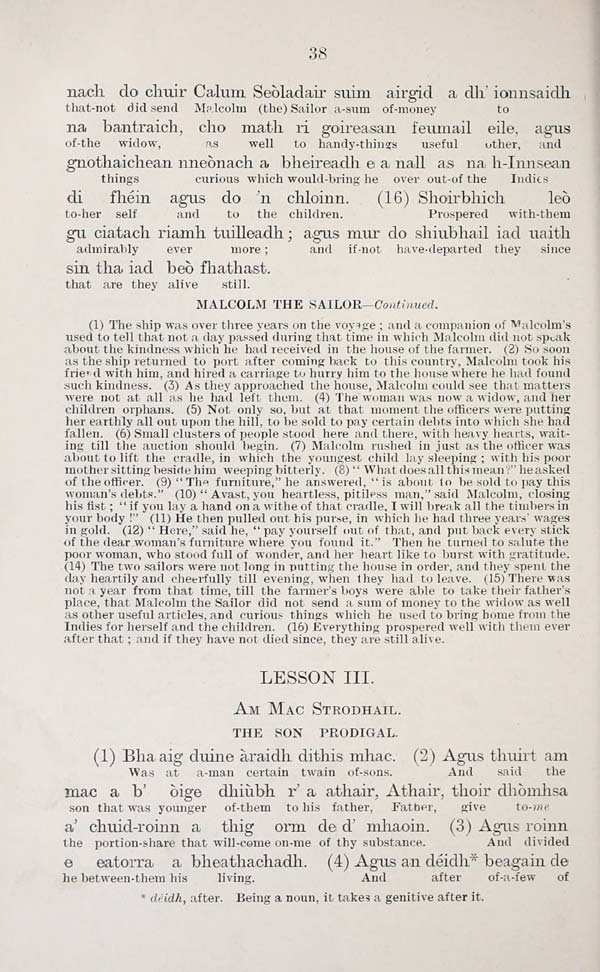 38
nach do chuir Calum Seòladair suim airgid a dh' ionnsaidh
that-not did send Malcolm (the) Sailor a-sum of-money to
na bantraich, cho math ri goireasan feumail eile, agus
of-the widow, as well to handy-things useful other, and
gnothaichean nneònach a bheireadh e a nall as na h-Innsean
things curious which would-bring he over out-of the Indies
di fhéin agus do 'n chloinn. (16) Shoirbhich leò
to-her self and to the children. Prospered with-them
gu ciatach riamh tuilleadh; agus mur do shiubhail iad uaith
admirably ever more; and if-not have-departed they since
sin tha iad beò fhathast.
that are they alive still.
MALCOLM THE SAILOR—Continued.
(1) The ship was over three years on the voyage; and a companion of Malcolm's
used to tell that not a day passed during that time in which Malcolm did not speak
about the kindness which he had received in the house of the farmer. (2) So soon
as the ship returned to port after coming back to this country, Malcolm took his
friend with him, and hired a carriage to hurry him to the house where he had found
such kindness. (3) As they approached the house, Malcolm could see that matters
were not at all as he had left them. (4) The woman was now a widow, and her
children orphans. (5) Not only so, but at that moment the officers were putting
her earthly all out upon the hill, to be sold to pay certain debts into which she had
fallen. (6) Small clusters of people stood here and there, with heavy hearts, wait-
ing till the auction should begin. (7) Malcolm rushed in just as the officer was
about to lift the cradle, in which the youngest child lay sleeping; with his poor
mother sitting beside him weeping bitterly. (8) "What does all this mean?" he asked
of the officer. (9) "The furniture," he answered, "is about to be sold to pay this
woman's debts." (10) "Avast, you heartless, pitiless man," said Malcolm, closing
his fist; "if you lay a hand on a withe of that cradle, I will break all the timbers in
your body!" (11) He then pulled out his purse, in which he had three years' wages
in gold. (12) "Here," said he, "pay yourself out of that, and put back every stick
of the dear woman's furniture where you found it." Then he turned to salute the
poor woman, who stood full of wonder, and her heart like to burst with gratitude.
(14) The two sailors were not long in putting the house in order, and they spent the
day heartily and cheerfully till evening, when they had to leave. (15) There was
not a year from that time, till the farmer's boys were able to take their father's
place, that Malcolm the Sailor did not send a sum of money to the widow as well
as other useful articles, and curious things which he used to bring home from the
Indies for herself and the children. (16) Everything prospered well with them ever
after that; and if they have not died since, they are still alive.
LESSON III.
AM MAC STRODHAIL.
THE SON PRODIGAL.
(1) Bha aig duine àraidh dithis mhac. (2) Agus thuirt am
Was at a-man certain twain of-sons. And said the
mac a b' òige dhiùbh r' a athair, Athair, thoir dhòmhsa
son that was younger of-them to his father, Father, give to-me
a' chuid-roinn a thig orm de d' mhaoin. (3) Agus roinn
the portion-share that will-come on-me of thy substance. And divided
e eatorra a bheathachadh. (4) Agus an déidh* beagain de
he between-them his living. And after of-a-few of
* déidh, after. Being a noun, it takes a genitive after it.